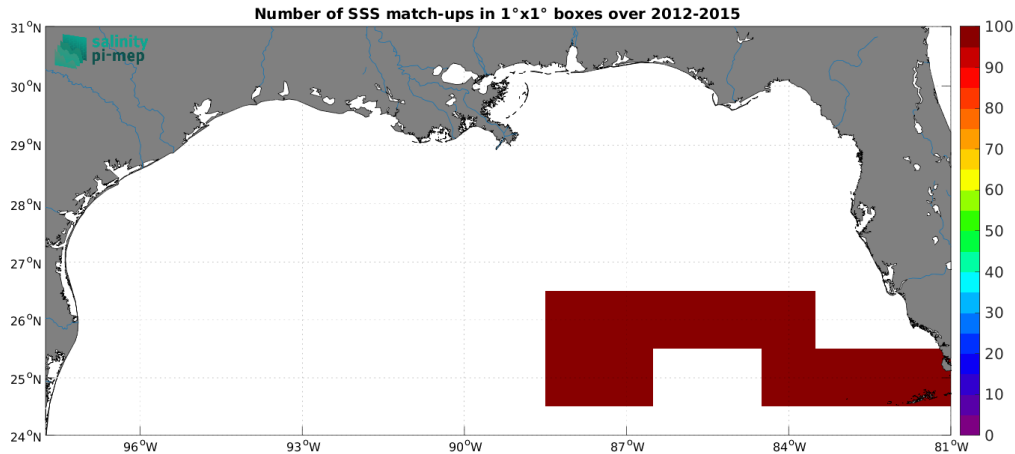 Number of SSS match-ups in 1°x1° boxes over 2012-2015
salinity
pi-mep
31°N
30°N
29°N
28°N
27°N
26°N
25°N
24°N
96°W
93°W
90°W
87°W
84°W
81°W
100
90
80
70
60
50
40
30
20
10
0